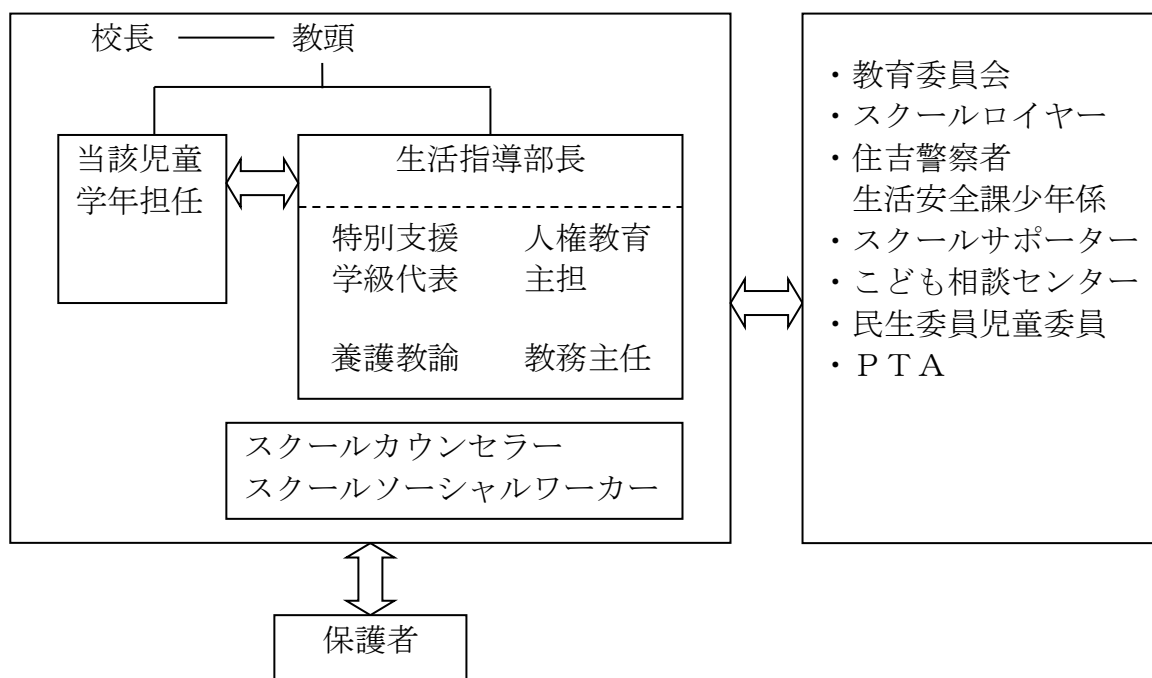 校長 教頭
当該児童
学年担任
生活指導部長
特別支援 人権教育
学級代表 主担
養護教諭 教務主任
スクールカウンセラー
スクールソーシャルワーカー
・教育委員会
・スクールロイヤー
・住吉警察者
生活安全課少年係
・スクールサポーター
・こども相談センター
・民生委員児童委員
・ＰＴＡ
保護者